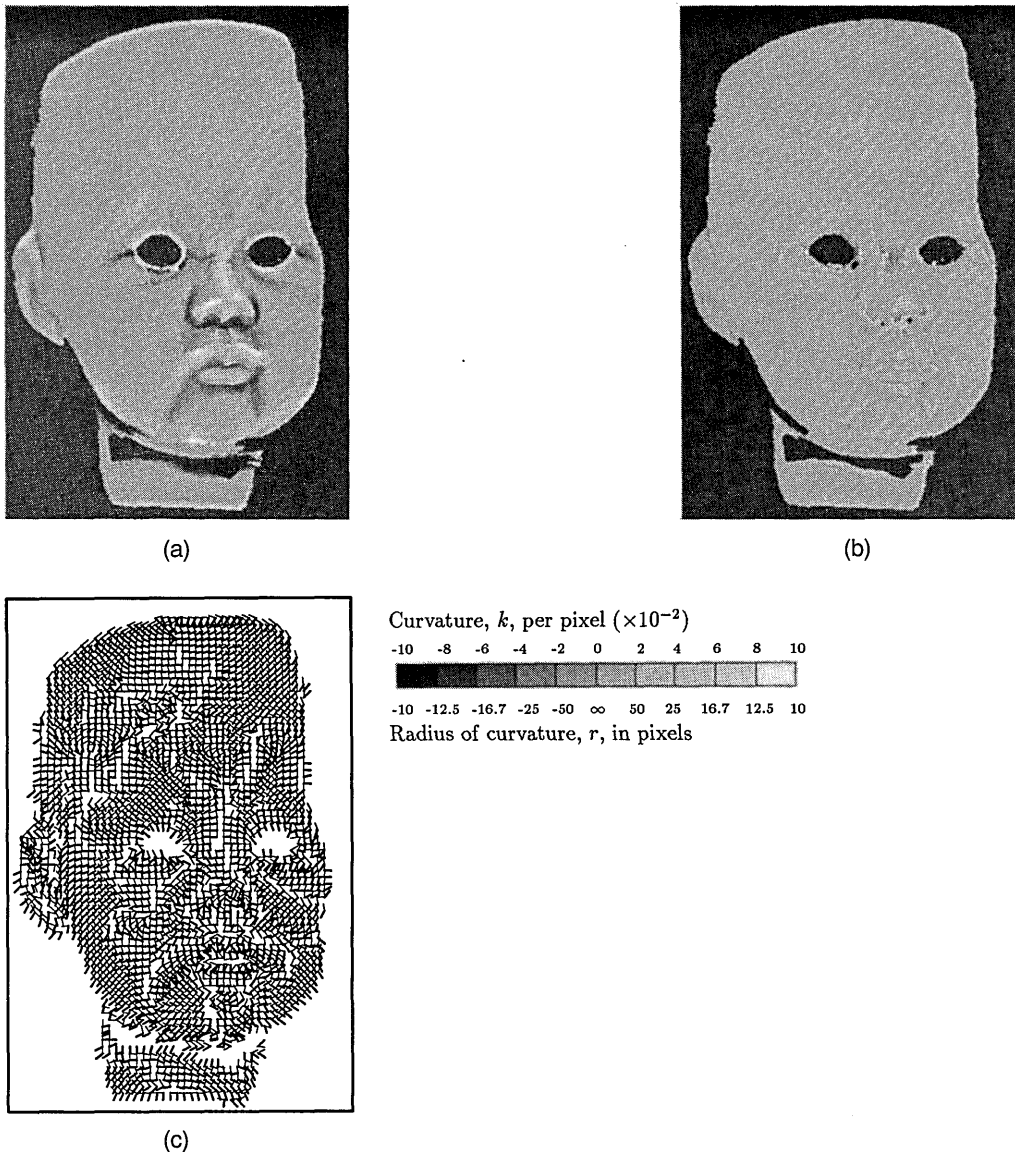 (a)
(b)
Curvature, k, per pixel (×10⁻²)
-10 -8 -6 -4 -2 0 2 4 6 8 10
-10 -12.5 -16.7 -25 -50 ∞ 50 25 16.7 12.5 10
Radius of curvature, r, in pixels
(c)